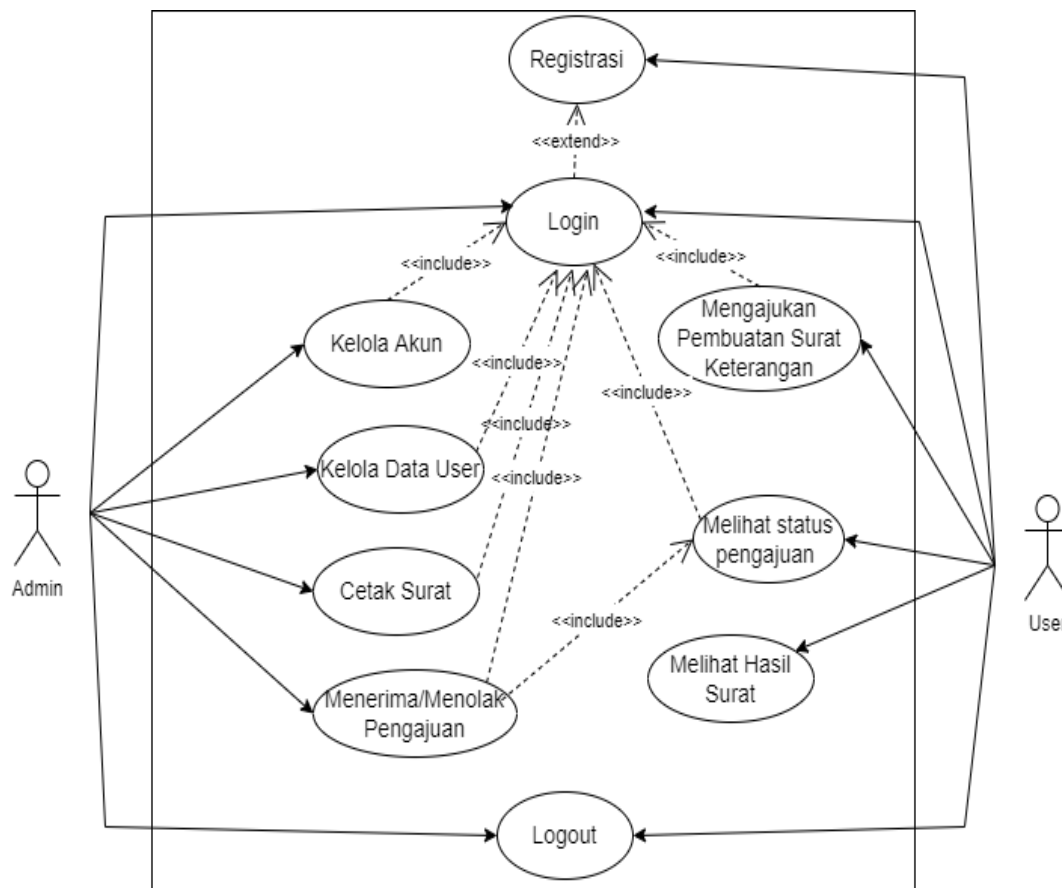 Registrasi
<<extend>>
Login
<<include>>
<<include>>
Kelola Akun
Mengajukan
Pembuatan Surat
Keterangan
<<include>>
<<include>>
<<include>>
Kelola Data User
<<include>>
Melihat status
pengajuan
Admin
Cetak Surat
<<include>>
User
Melihat Hasil
Surat
Menerima/Menolak
Pengajuan
Logout